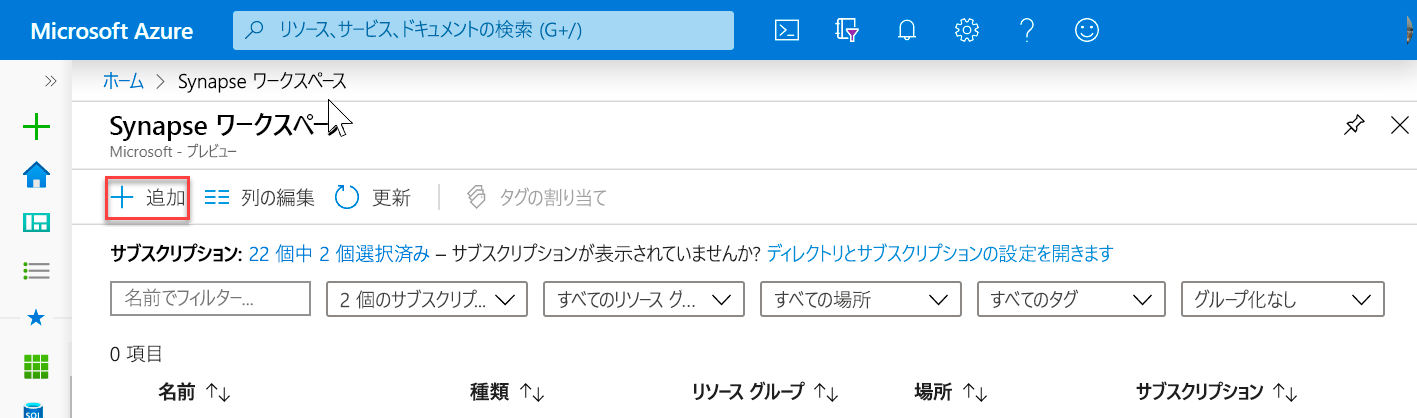 Microsoft Azure リソース、サービス、ドキュメントの検索 (G+/)
ホーム > Synapse ワークスペース
Synapse ワークスペース
Microsoft - プレビュー
追加 列の編集 更新 タグの割り当て
サブスクリプション: 22 個中 2 個選択済み – サブスクリプションが表示されていませんか? ディレクトリとサブスクリプションの設定を開きます
名前でフィルター... 2 個のサブスクリプ... すべてのリソース グ... すべての場所 すべてのタグ グループ化なし
0 項目
名前 ↑↓ 種類 ↑↓ リソース グループ ↑↓ 場所 ↑↓ サブスクリプション ↑↓
SQL